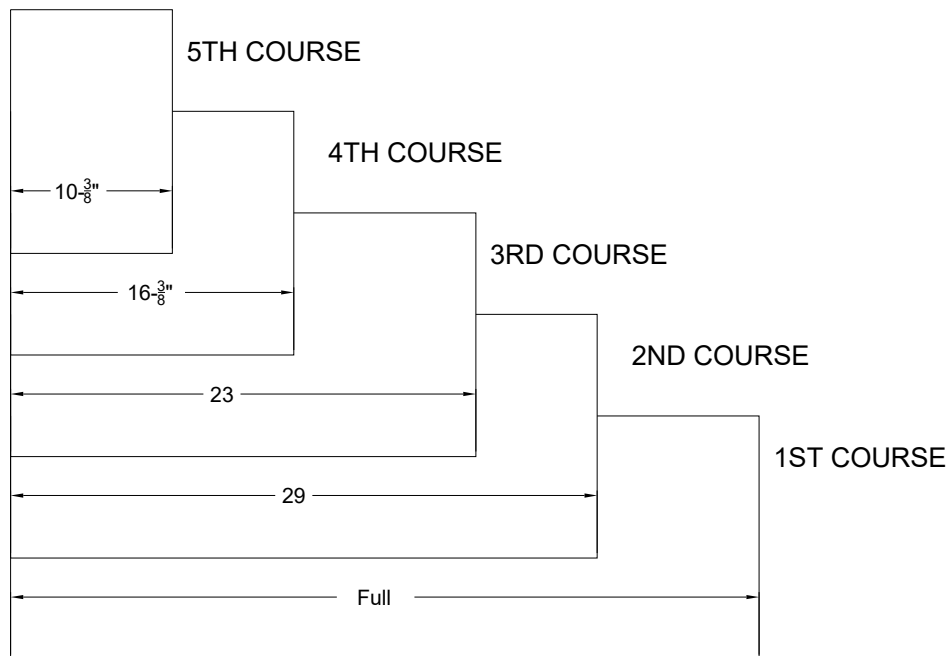 5TH COURSE
4TH COURSE
10-3/8"
3RD COURSE
16-3/8"
2ND COURSE
23
1ST COURSE
29
Full